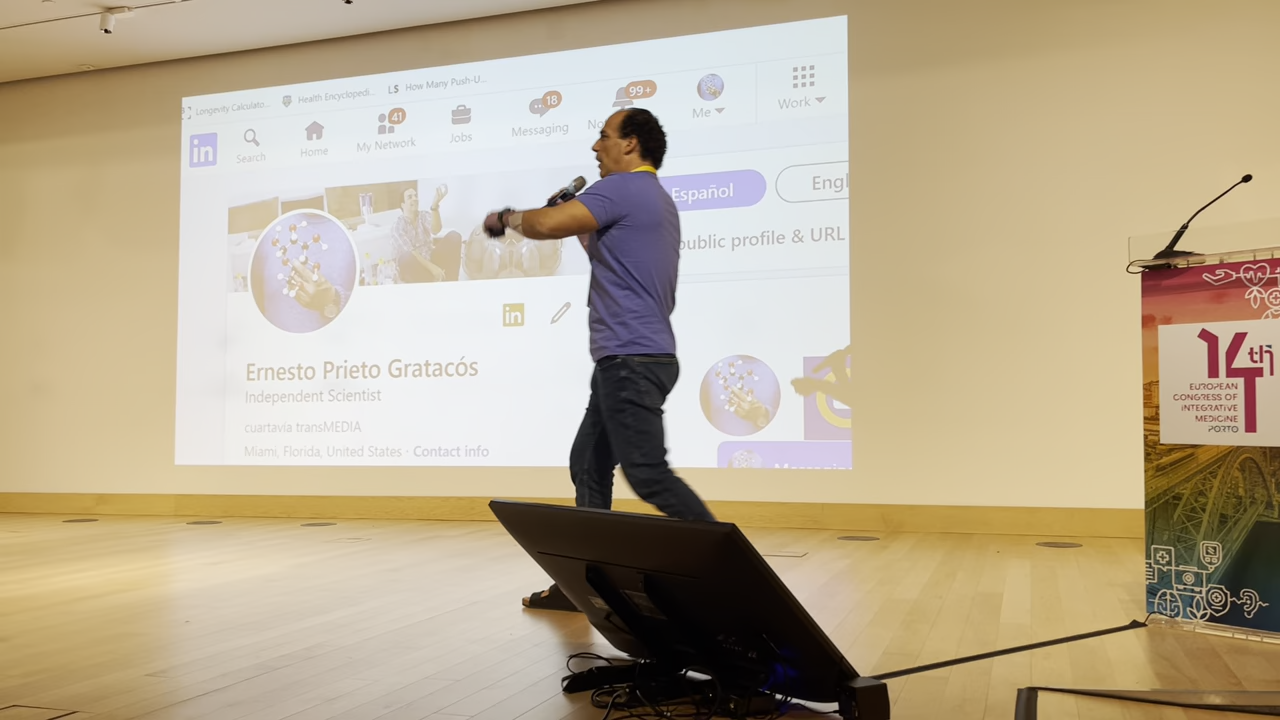 Longevity Calculato...
Health Encyclopedi...
LS How Many Push-U...
in
Search
Home
41
My Network
Jobs
18
Messaging
99+
Me
Work
Español
Engl
public profile & URL
in
Ernesto Prieto Gratacós
Independent Scientist
cuartavía transMEDIA
Miami, Florida, United States · Contact info
14th
EUROPEAN
CONGRESS OF
INTEGRATIVE
MEDICINE
PORTO